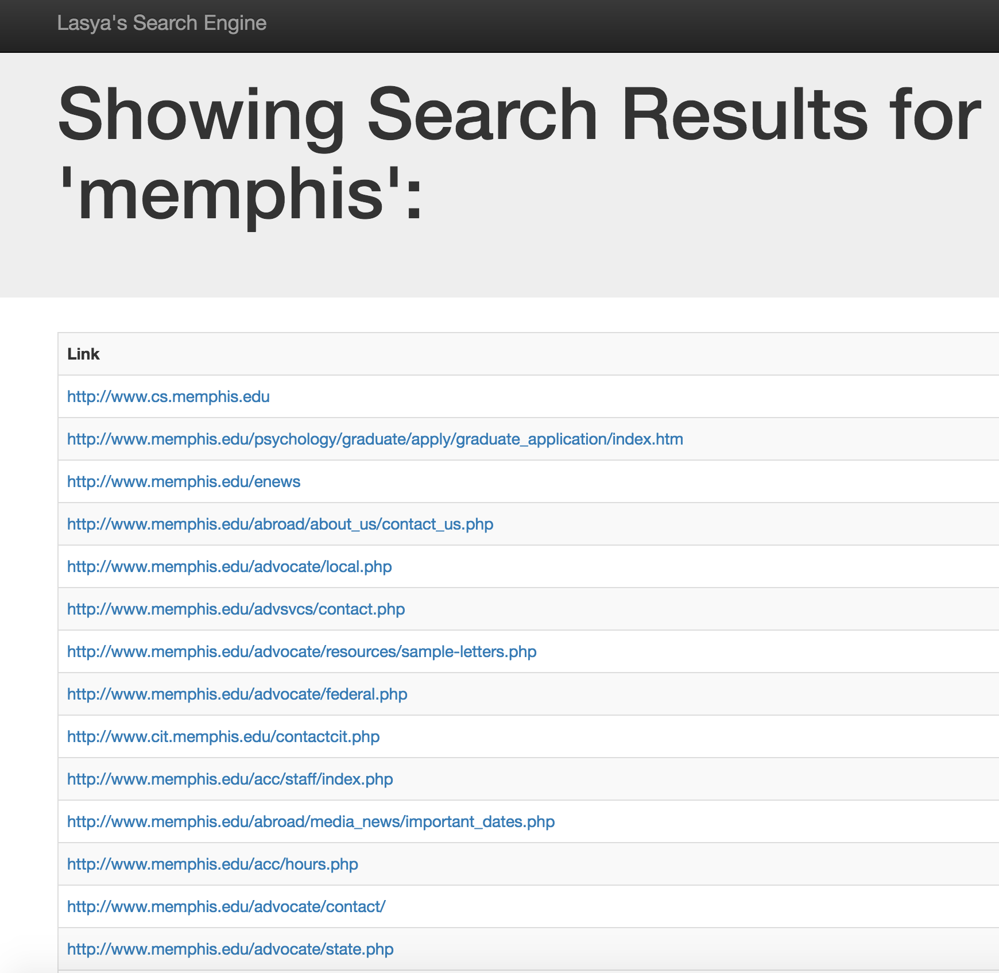 Lasya's Search Engine
Showing Search Results for
'memphis':
Link
http://www.cs.memphis.edu
http://www.memphis.edu/psychology/graduate/apply/graduate_application/index.htm
http://www.memphis.edu/enews
http://www.memphis.edu/abroad/about_us/contact_us.php
http://www.memphis.edu/advocate/local.php
http://www.memphis.edu/advsvcs/contact.php
http://www.memphis.edu/advocate/resources/sample-letters.php
http://www.memphis.edu/advocate/federal.php
http://www.cit.memphis.edu/contactcit.php
http://www.memphis.edu/acc/staff/index.php
http://www.memphis.edu/abroad/media_news/important_dates.php
http://www.memphis.edu/acc/hours.php
http://www.memphis.edu/advocate/contact/
http://www.memphis.edu/advocate/state.php